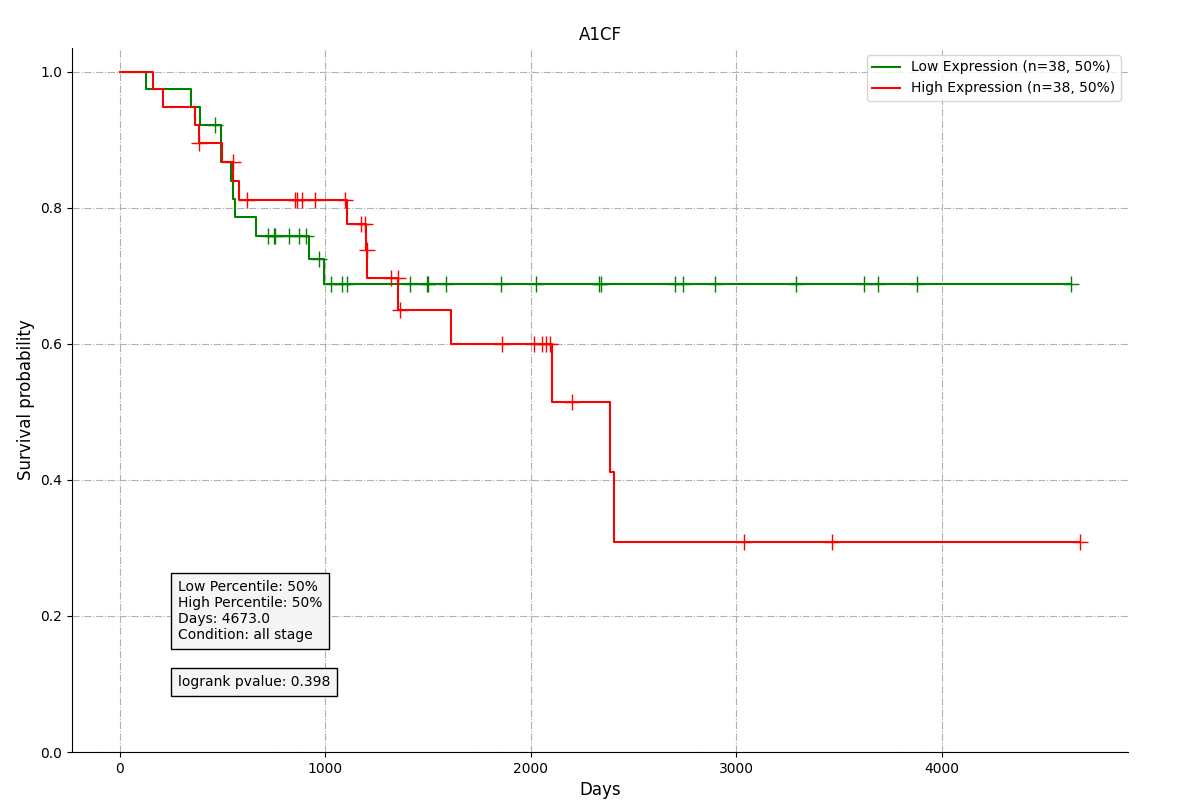 A1CF
Low Expression (n=38, 50%)
High Expression (n=38, 50%)
Survival probability
1.0
0.8
0.6
0.4
0.2
0.0
Low Percentile: 50%
High Percentile: 50%
Days: 4673.0
Condition: all stage
logrank pvalue: 0.398
0 1000 2000 3000 4000
Days